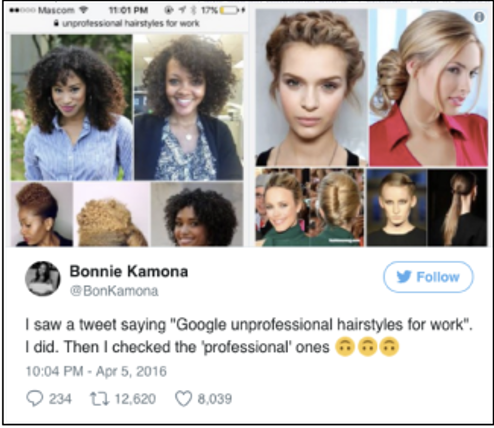 Mascom 11:01 PM 17%
unprofessional hairstyles for work
Bonnie Kamona
@BonKamona
Follow
I saw a tweet saying "Google unprofessional hairstyles for work".
I did. Then I checked the 'professional' ones 🙃🙃🙃
10:04 PM - Apr 5, 2016
234 12,620 8,039